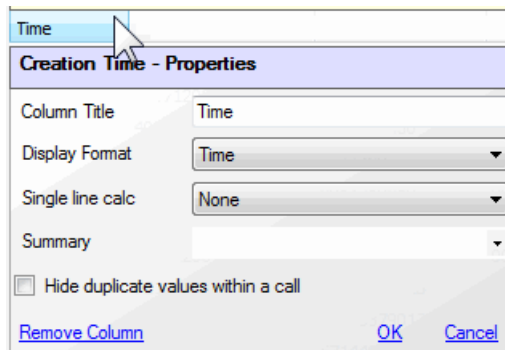 Time
Creation Time - Properties
Column Title Time
Display Format Time
Single line calc None
Summary
Hide duplicate values within a call
Remove Column OK Cancel